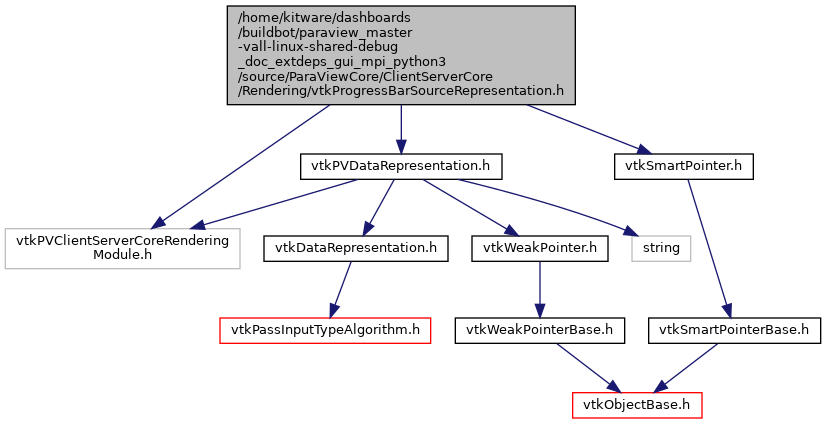 /home/kitware/dashboards
/buildbot/paraview_master
-vall-linux-shared-debug
_doc_extdeps_gui_mpi_python3
/source/ParaViewCore/ClientServerCore
/Rendering/vtkProgressBarSourceRepresentation.h
vtkPVDataRepresentation.h
vtkSmartPointer.h
vtkPVClientServerCoreRendering
Module.h
vtkDataRepresentation.h
vtkWeakPointer.h
string
vtkPassInputTypeAlgorithm.h
vtkWeakPointerBase.h
vtkSmartPointerBase.h
vtkObjectBase.h